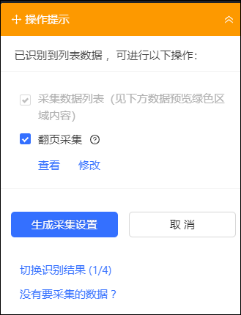 操作提示
已识别到列表数据，可进行以下操作：
采集数据列表（见下方数据预览绿色区
域内容）
翻页采集
查看 修改
生成采集设置 取 消
切换识别结果 (1/4)
没有要采集的数据？